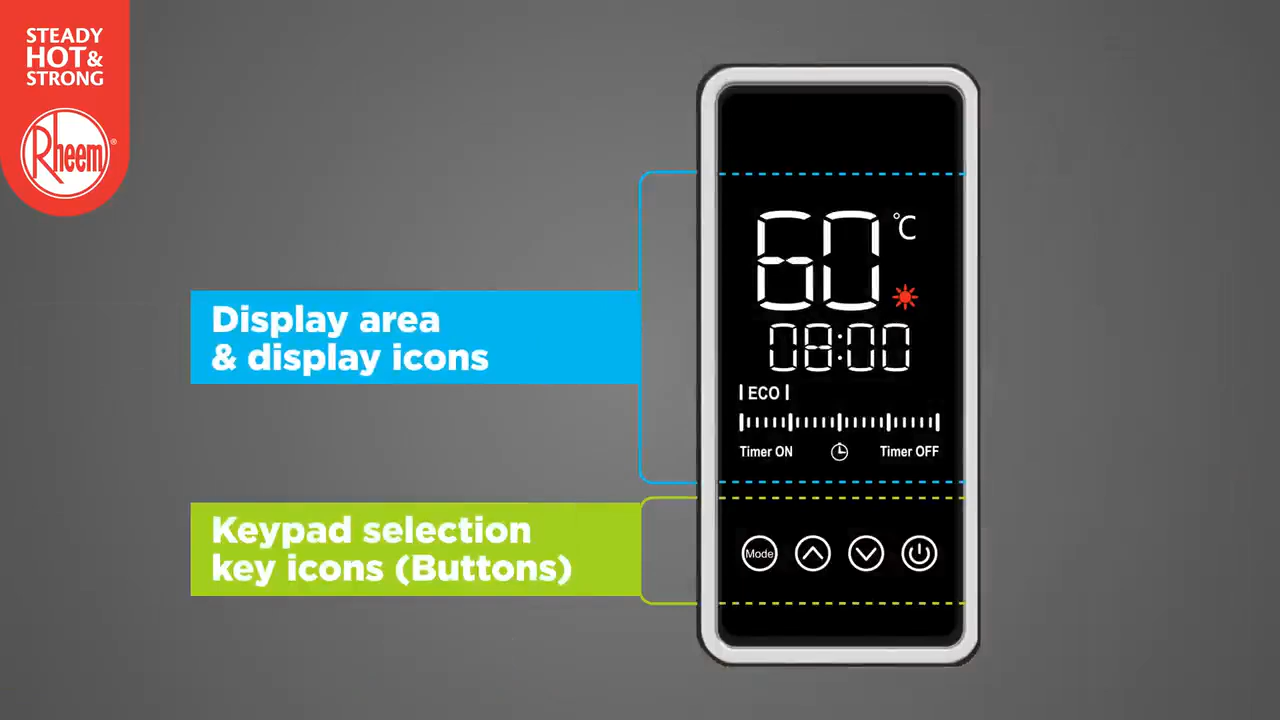 STEADY
HOT&
STRONG
Rheem®
60 °C
08:00
ECO
Timer ON Timer OFF
Display area
& display icons
Keypad selection
key icons (Buttons)
Mode